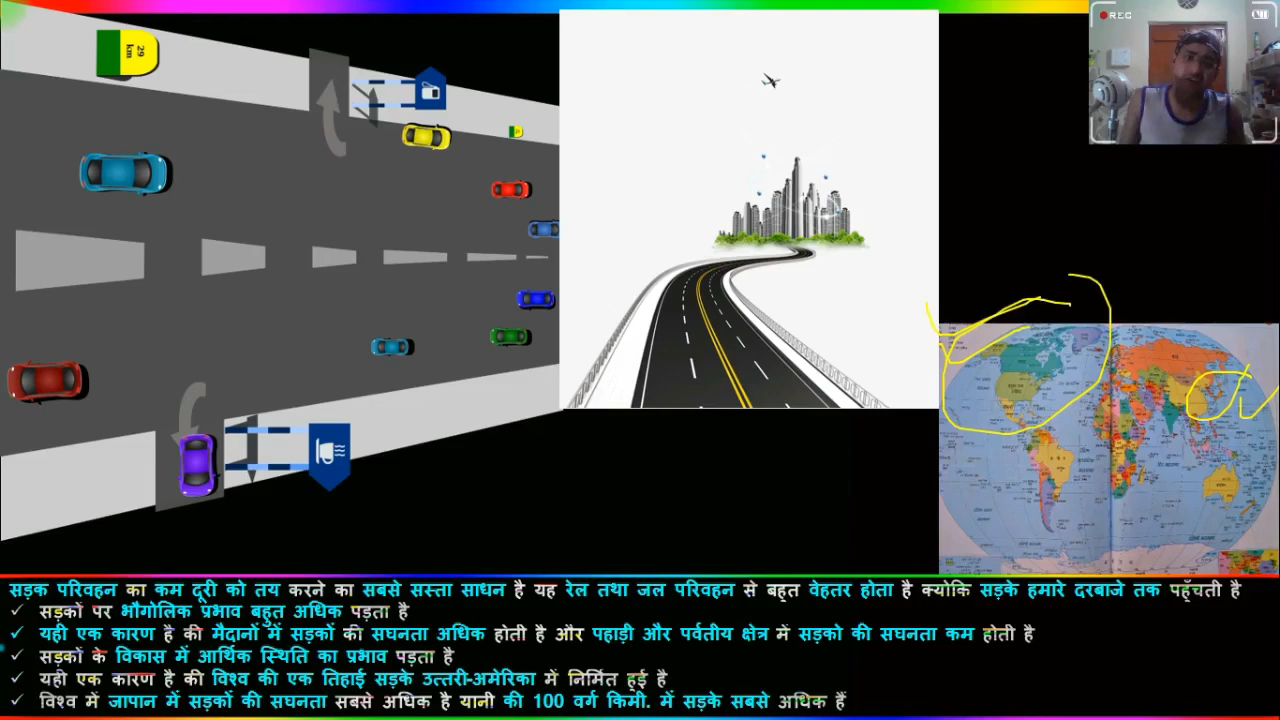 29
km
REC
सड़क परिवहन का कम दूरी को तय करने का सबसे सस्ता साधन है यह रेल तथा जल परिवहन से बहुत वेहतर होता है क्योकि सड़के हमारे दरबाजे तक पहुँचती है
✓ सड़कों पर भौगोलिक प्रभाव बहुत अधिक पड़ता है
✓ यही एक कारण है की मैदानों में सड़कों की सघनता अधिक होती है और पहाड़ी और पर्वतीय क्षेत्र में सड़को की सघनता कम होती है
✓ सड़कों के विकास में आर्थिक स्थिति का प्रभाव पड़ता है
✓ यही एक कारण है की विश्व की एक तिहाई सड़के उत्तरी-अमेरिका में निर्मित हुई है
✓ विश्व में जापान में सड़कों की सघनता सबसे अधिक है यानी की 100 वर्ग किमी. में सड़के सबसे अधिक हैं